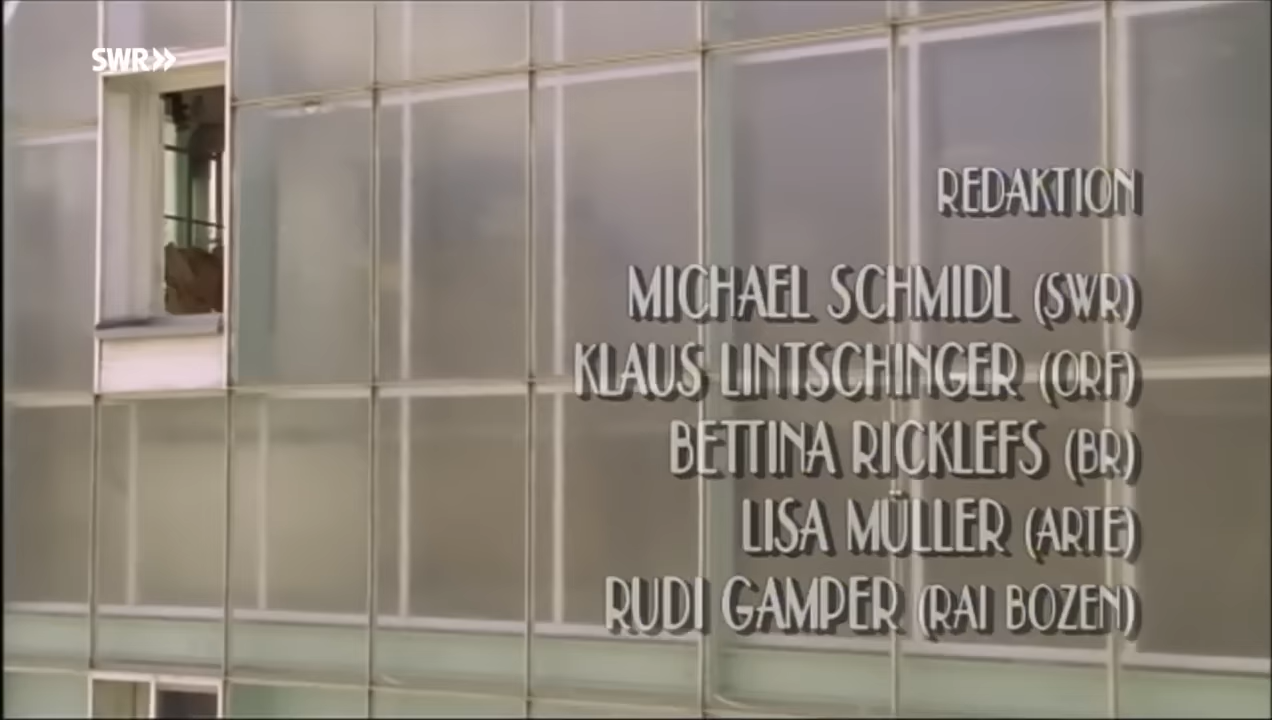 SWR»
REDAKTION
MICHAEL SCHMIDL (SWR)
KLAUS LINTSCHINGER (ORF)
BETTINA RICKLEFS (BR)
LISA MÜLLER (ARTE)
RUDI GAMPER (RAI BOZEN)